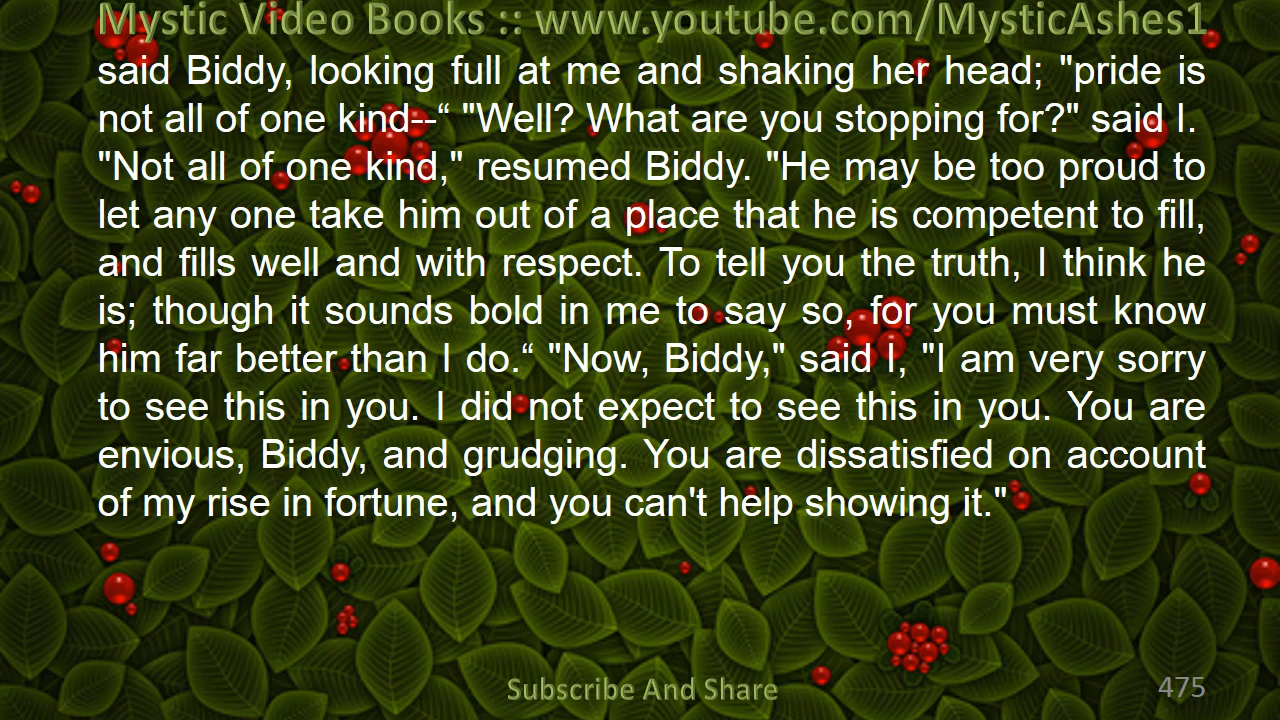 Mystic Video Books :: www.youtube.com/MysticAshes1
said Biddy, looking full at me and shaking her head; "pride is
not all of one kind--“ "Well? What are you stopping for?" said I.
"Not all of one kind," resumed Biddy. "He may be too proud to
let any one take him out of a place that he is competent to fill,
and fills well and with respect. To tell you the truth, I think he
is; though it sounds bold in me to say so, for you must know
him far better than I do.“ "Now, Biddy," said I, "I am very sorry
to see this in you. I did not expect to see this in you. You are
envious, Biddy, and grudging. You are dissatisfied on account
of my rise in fortune, and you can't help showing it."
Subscribe And Share
475